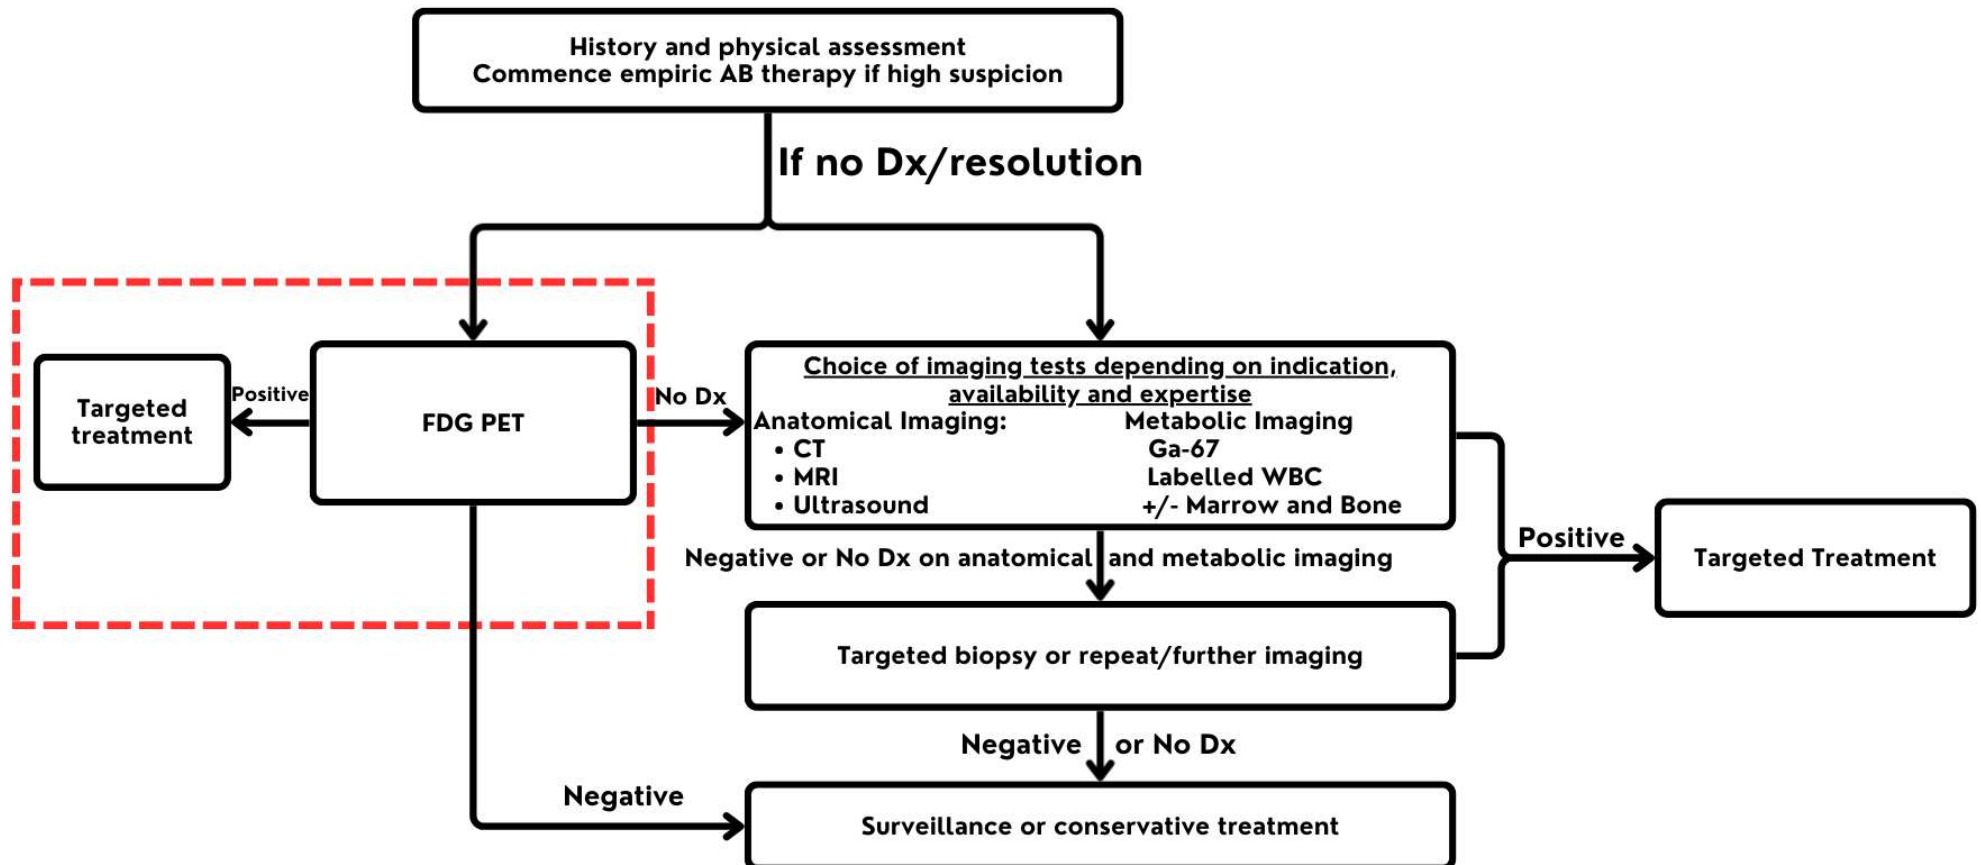 History and physical assessment
Commence empiric AB therapy if high suspicion
If no Dx/resolution
Targeted
treatment
Positive
FDG PET
No Dx
Choice of imaging tests depending on indication,
availability and expertise
Anatomical Imaging:
• CT
• MRI
• Ultrasound
Metabolic Imaging
Ga-67
Labelled WBC
+/- Marrow and Bone
Positive
Targeted Treatment
Negative or No Dx on anatomical and metabolic imaging
Targeted biopsy or repeat/further imaging
Negative or No Dx
Negative
Surveillance or conservative treatment